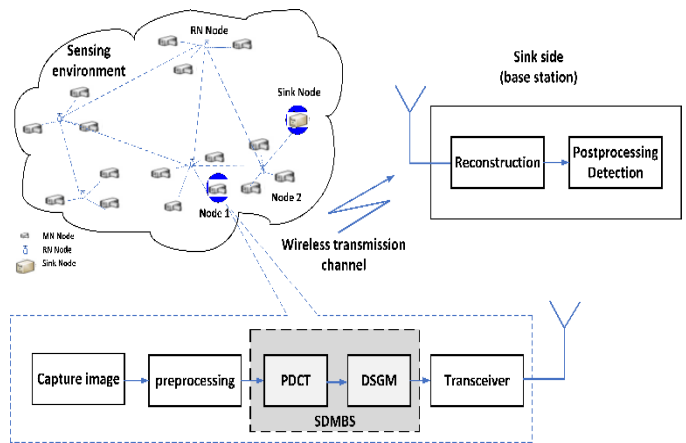 RN Node
Sensing
environment
Sink Node
Node 1
Node 2
MN Node
RN Node
Sink Node
Wireless transmission
channel
Sink side
(base station)
Reconstruction
Postprocessing
Detection
Capture image
preprocessing
PDCT
DSGM
Transceiver
SDMBS